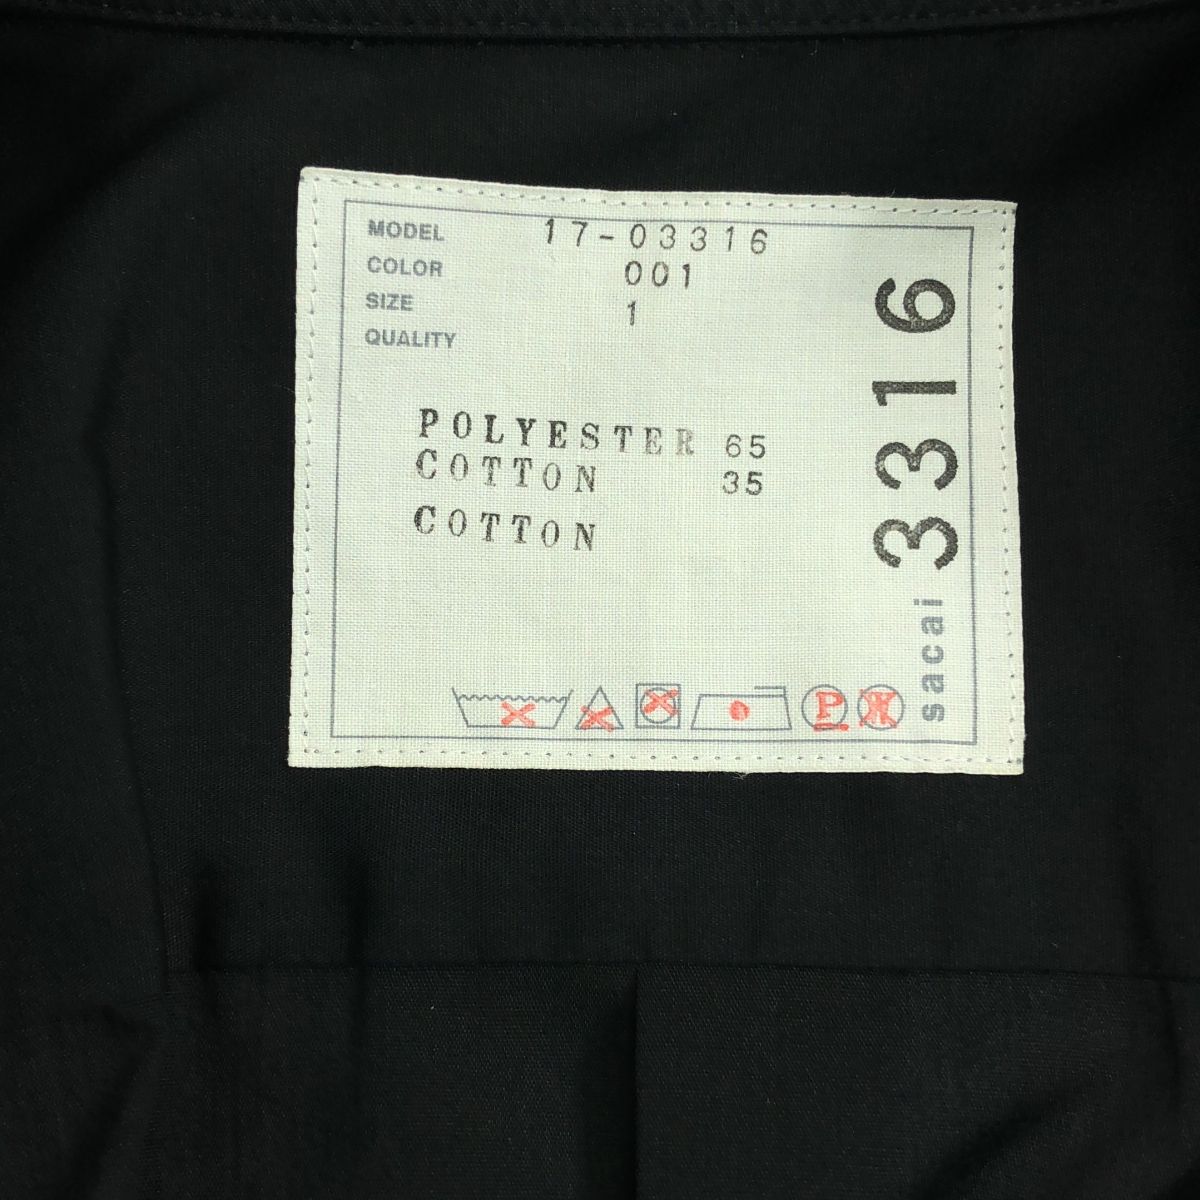 MODEL 17-03316
COLOR 001
SIZE 1
QUALITY
POLYESTER 65
COTTON 35
COTTON
sacai 3316
P W